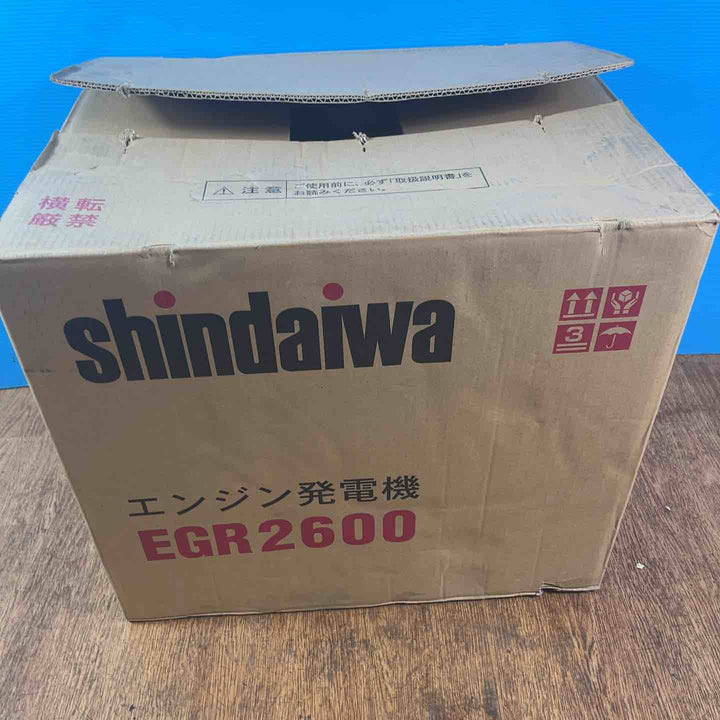 ⚠ 注意 ご使用前に、必ず「取扱説明書」を
お読みください。
横転
厳禁
shindaiwa
3
エンジン発電機
EGR2600